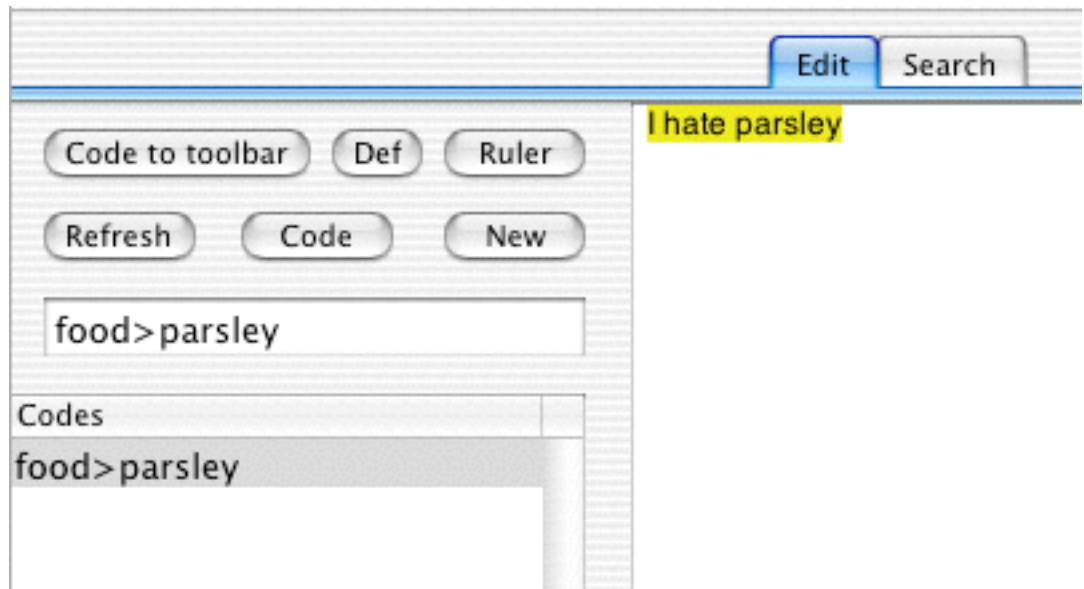 Edit Search
I hate parsley
Code to toolbar Def Ruler
Refresh Code New
food>parsley
Codes
food>parsley